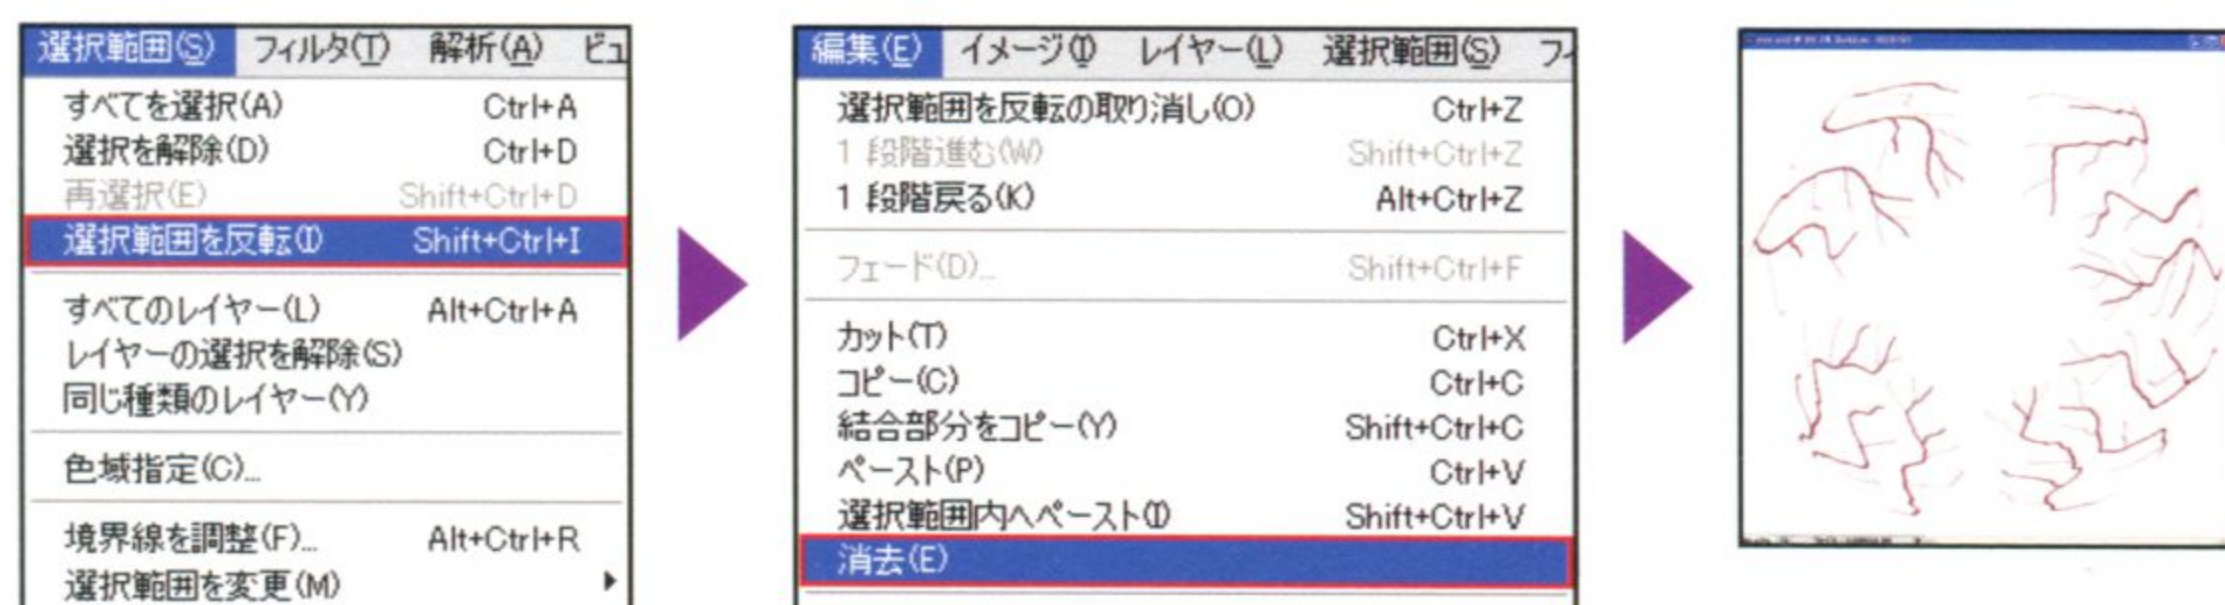 選択範囲(S) フィルタ(T) 解析(A) ビュ
すべてを選択(A) Ctrl+A
選択を解除(D) Ctrl+D
再選択(E) Shift+Ctrl+D
選択範囲を反転(I) Shift+Ctrl+I
すべてのレイヤー(L) Alt+Ctrl+A
レイヤーの選択を解除(S)
同じ種類のレイヤー(Y)
色域指定(C)...
境界線を調整(F)... Alt+Ctrl+R
選択範囲を変更(M)
編集(E) イメージ(I) レイヤー(L) 選択範囲(S) フィ
選択範囲を反転の取り消し(O) Ctrl+Z
1 段階進む(W) Shift+Ctrl+Z
1 段階戻る(K) Alt+Ctrl+Z
フェード(D)... Shift+Ctrl+F
カット(T) Ctrl+X
コピー(C) Ctrl+C
結合部分をコピー(Y) Shift+Ctrl+C
ペースト(P) Ctrl+V
選択範囲内へペースト(I) Shift+Ctrl+V
消去(E)